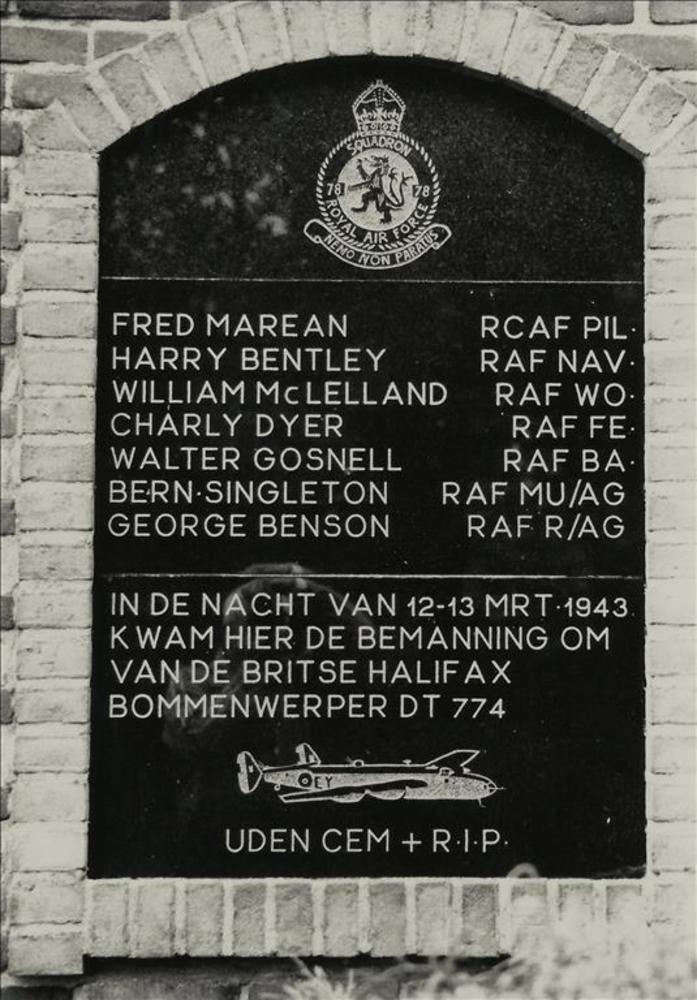 SQUADRON
78 78
ROYAL AIR FORCE
NEMO NON PARATUS
FRED MAREAN RCAF PIL·
HARRY BENTLEY RAF NAV·
WILLIAM McLELLAND RAF WO·
CHARLY DYER RAF FE·
WALTER GOSNELL RAF BA·
BERN·SINGLETON RAF MU/AG
GEORGE BENSON RAF R/AG
IN DE NACHT VAN 12-13 MRT·1943
KWAM HIER DE BEMANNING OM
VAN DE BRITSE HALIFAX
BOMMENWERPER DT 774
EY
UDEN CEM + R·I·P·